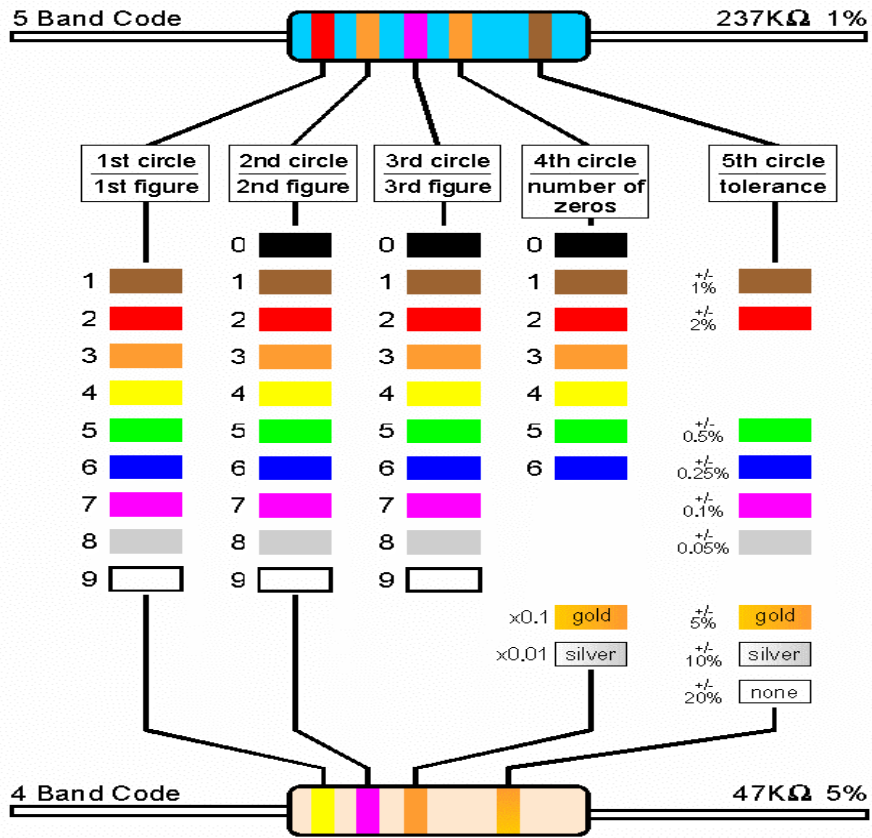 5 Band Code 237KΩ 1%
1st circle 2nd circle 3rd circle 4th circle 5th circle
1st figure 2nd figure 3rd figure number of tolerance
zeros
0 0 0
1 1 1 1 +/- 1%
2 2 2 2 +/- 2%
3 3 3 3
4 4 4 4
5 5 5 5 +/- 0.5%
6 6 6 6 +/- 0.25%
7 7 7 +/- 0.1%
8 8 8 +/- 0.05%
9 9 9
x0.1 gold +/- 5% gold
x0.01 silver +/- 10% silver
+/- 20% none
4 Band Code 47KΩ 5%